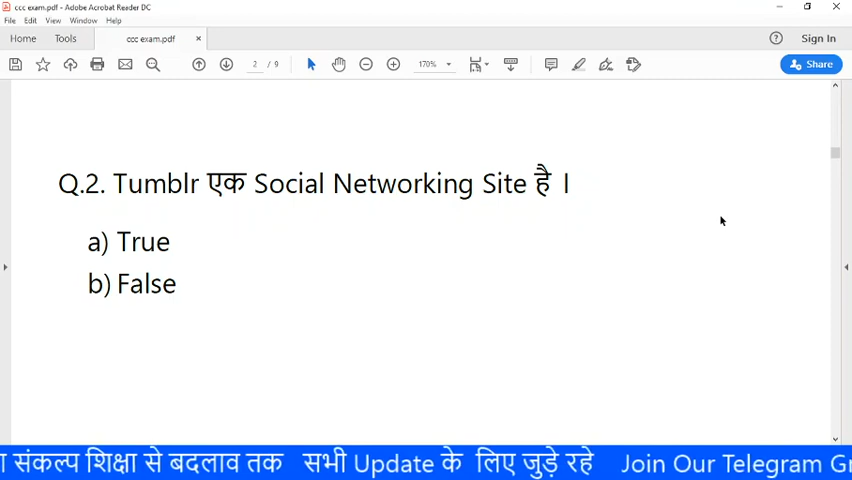 ccc exam.pdf - Adobe Acrobat Reader DC
File Edit View Window Help
Home Tools ccc exam.pdf × Sign In
2 / 9 170% Share
Q.2. Tumblr एक Social Networking Site है ।
a) True
b) False
संकल्प शिक्षा से बदलाव तक सभी Update के लिए जुड़े रहे Join Our Telegram